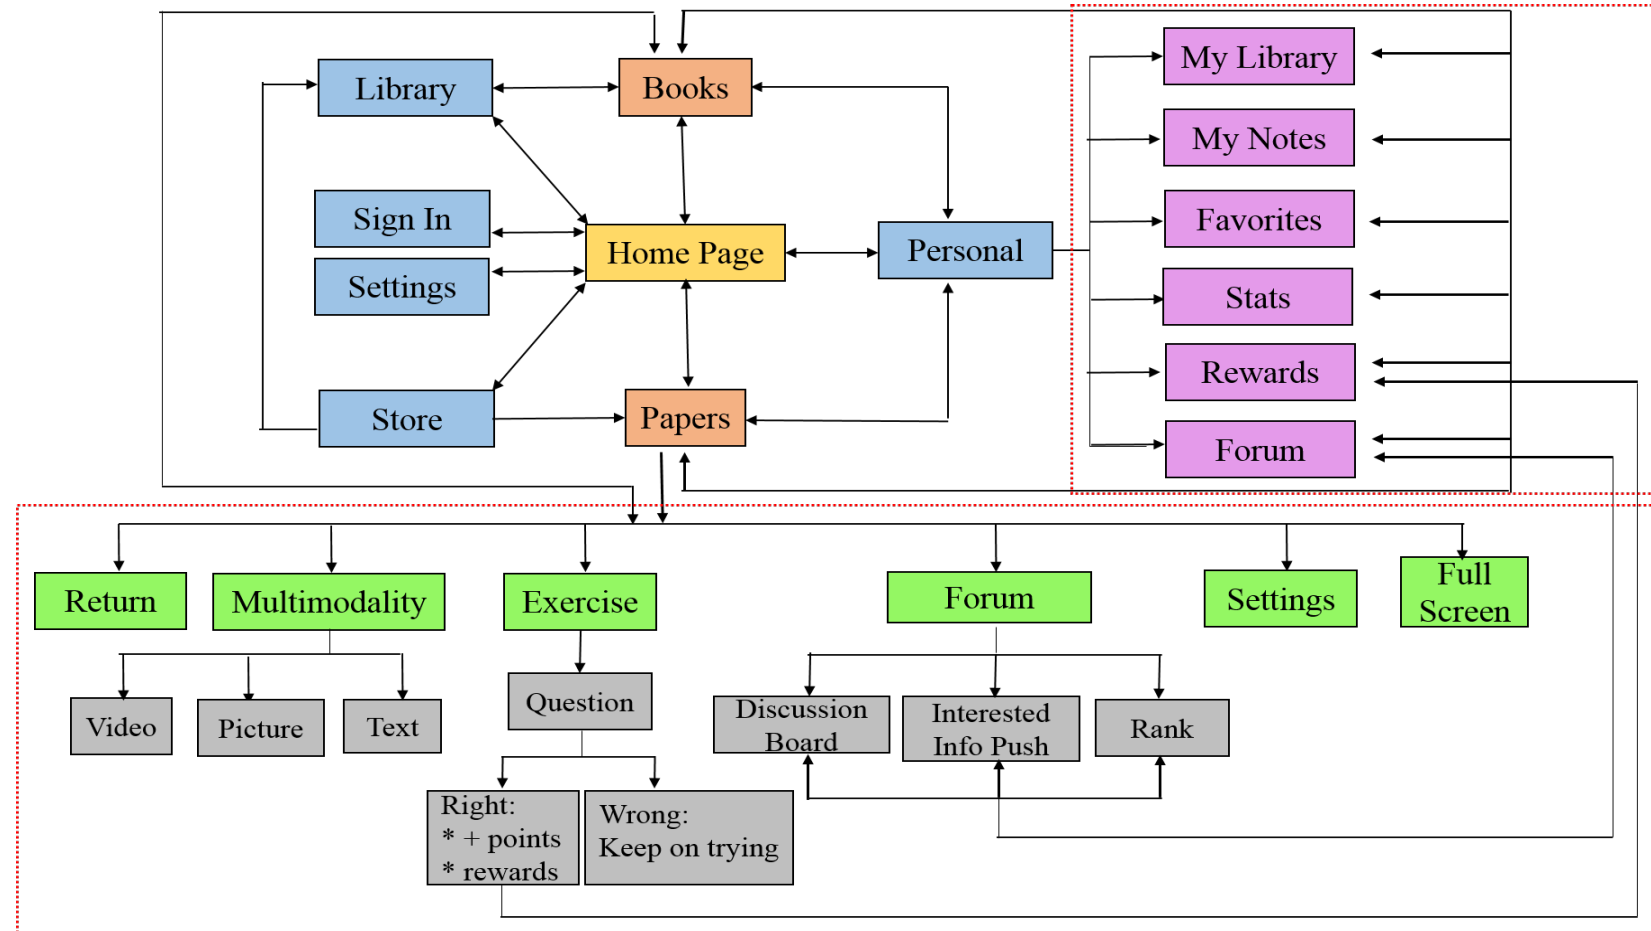 Library
Books
My Library
My Notes
Sign In
Favorites
Home Page
Personal
Settings
Stats
Rewards
Store
Papers
Forum
Return
Multimodality
Exercise
Forum
Settings
Full
Screen
Video
Picture
Text
Question
Discussion
Board
Interested
Info Push
Rank
Right:
* + points
* rewards
Wrong:
Keep on trying